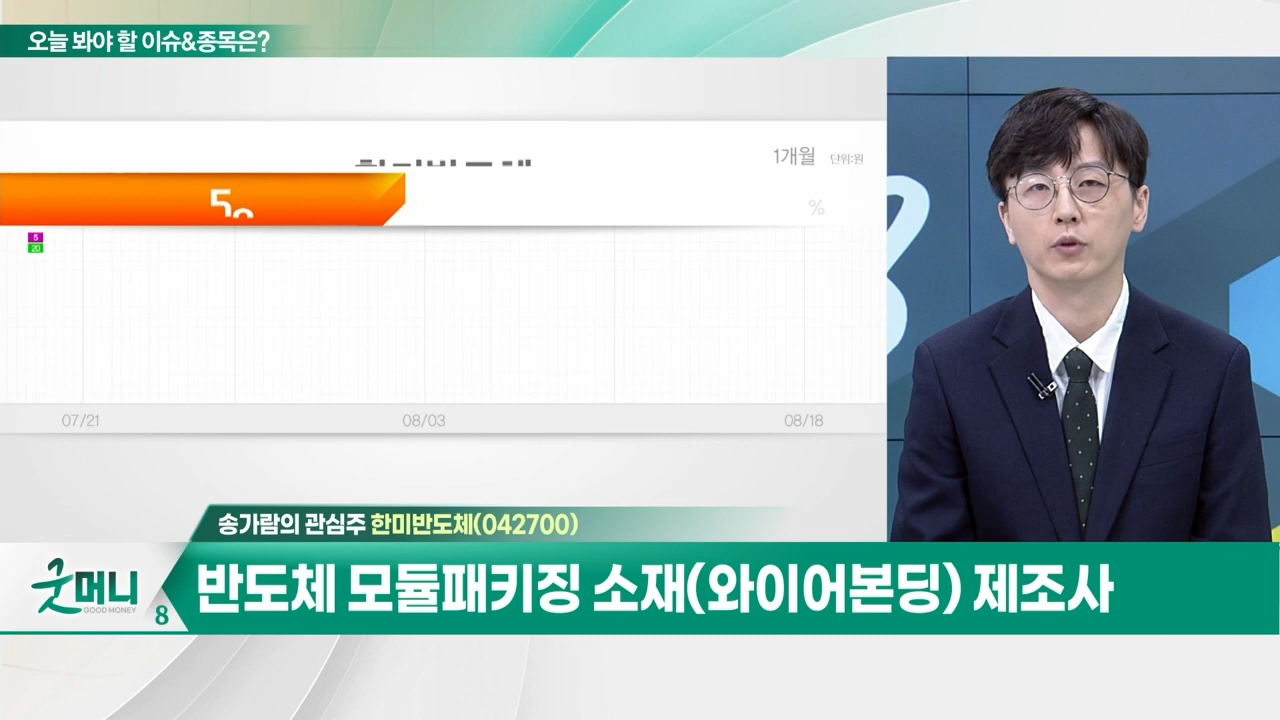 오늘 봐야 할 이슈&종목은?
1개월 단위:원
%
5
20
07/21 08/03 08/18
송가람의 관심주 한미반도체(042700)
굿머니
GOOD MONEY
8
반도체 모듈패키징 소재(와이어본딩) 제조사